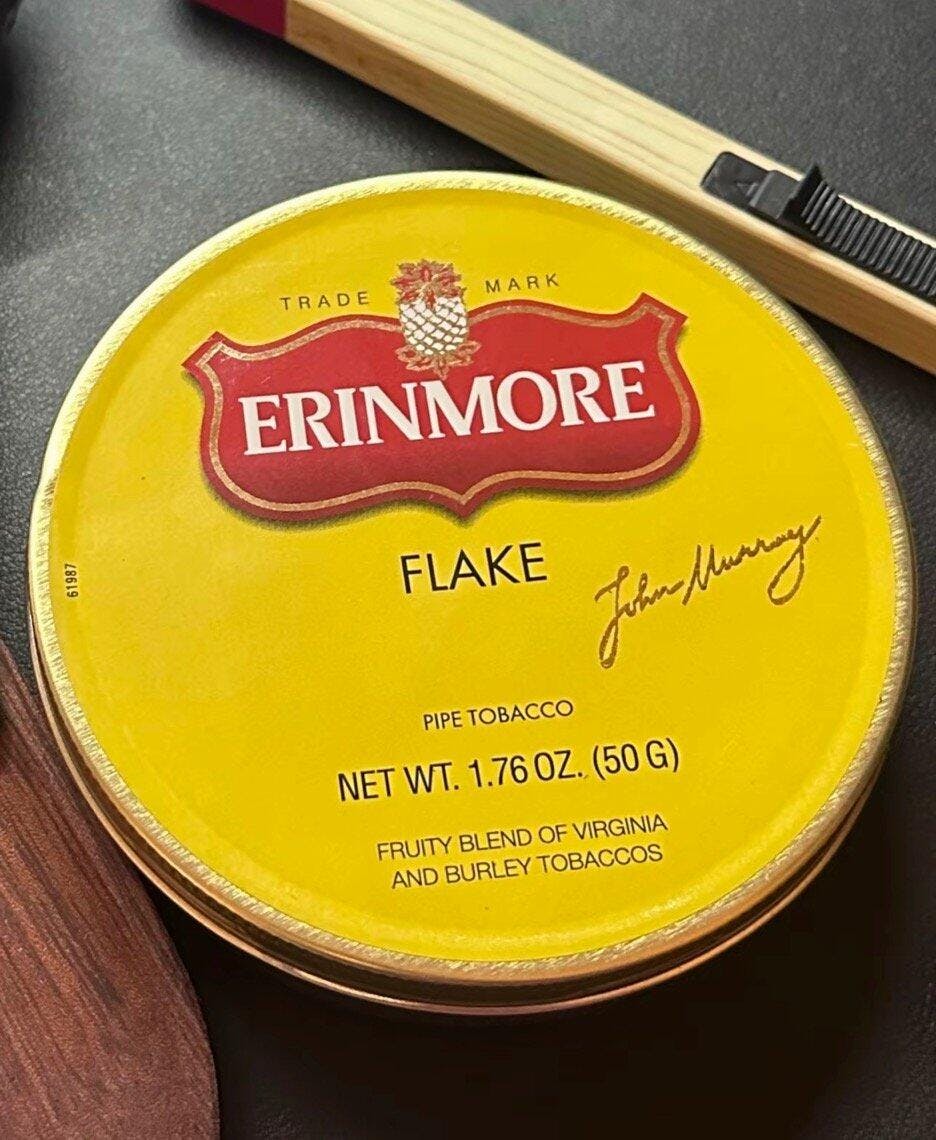 TRADE MARK
ERINMORE
FLAKE
John Murray
61987
PIPE TOBACCO
NET WT. 1.76 OZ. (50 G)
FRUITY BLEND OF VIRGINIA
AND BURLEY TOBACCOS